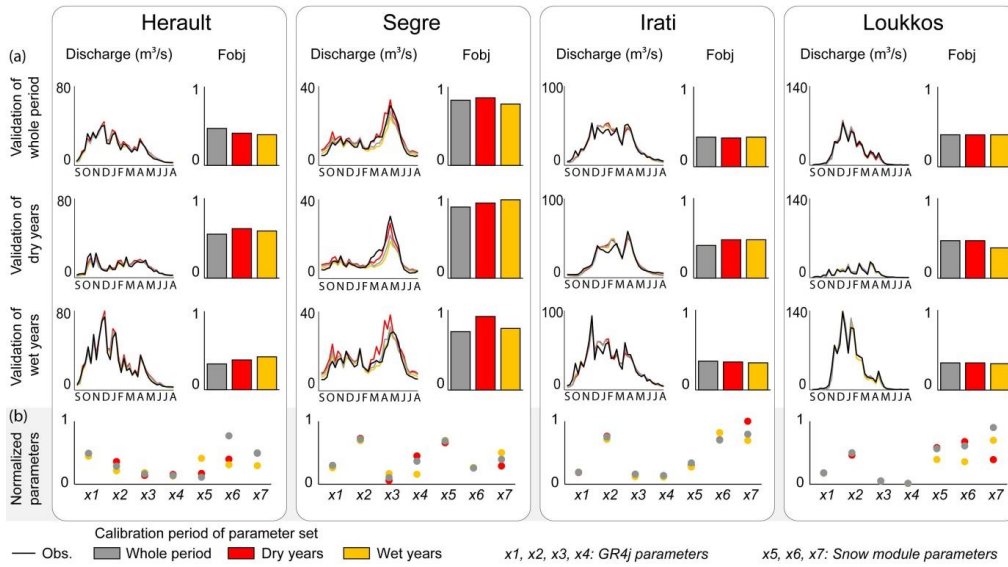 Herault Segre Irati Loukkos
(a) Discharge (m³/s) Fobj Discharge (m³/s) Fobj Discharge (m³/s) Fobj Discharge (m³/s) Fobj
Validation of
whole period
80 1 40 1 100 1 140 1
0 0 0 0 0 0 0 0
SONDJFMAMJJA SONDJFMAMJJA SONDJFMAMJJA SONDJFMAMJJA
Validation of
dry years
80 1 40 1 100 1 140 1
0 0 0 0 0 0 0 0
SONDJFMAMJJA SONDJFMAMJJA SONDJFMAMJJA SONDJFMAMJJA
Validation of
wet years
80 1 40 1 100 1 140 1
0 0 0 0 0 0 0 0
SONDJFMAMJJA SONDJFMAMJJA SONDJFMAMJJA SONDJFMAMJJA
(b)
Normalized
parameters
1 1 1 1
0 0 0 0
x1 x2 x3 x4 x5 x6 x7 x1 x2 x3 x4 x5 x6 x7 x1 x2 x3 x4 x5 x6 x7 x1 x2 x3 x4 x5 x6 x7
Calibration period of parameter set
Obs. Whole period Dry years Wet years x1, x2, x3, x4: GR4j parameters x5, x6, x7: Snow module parameters